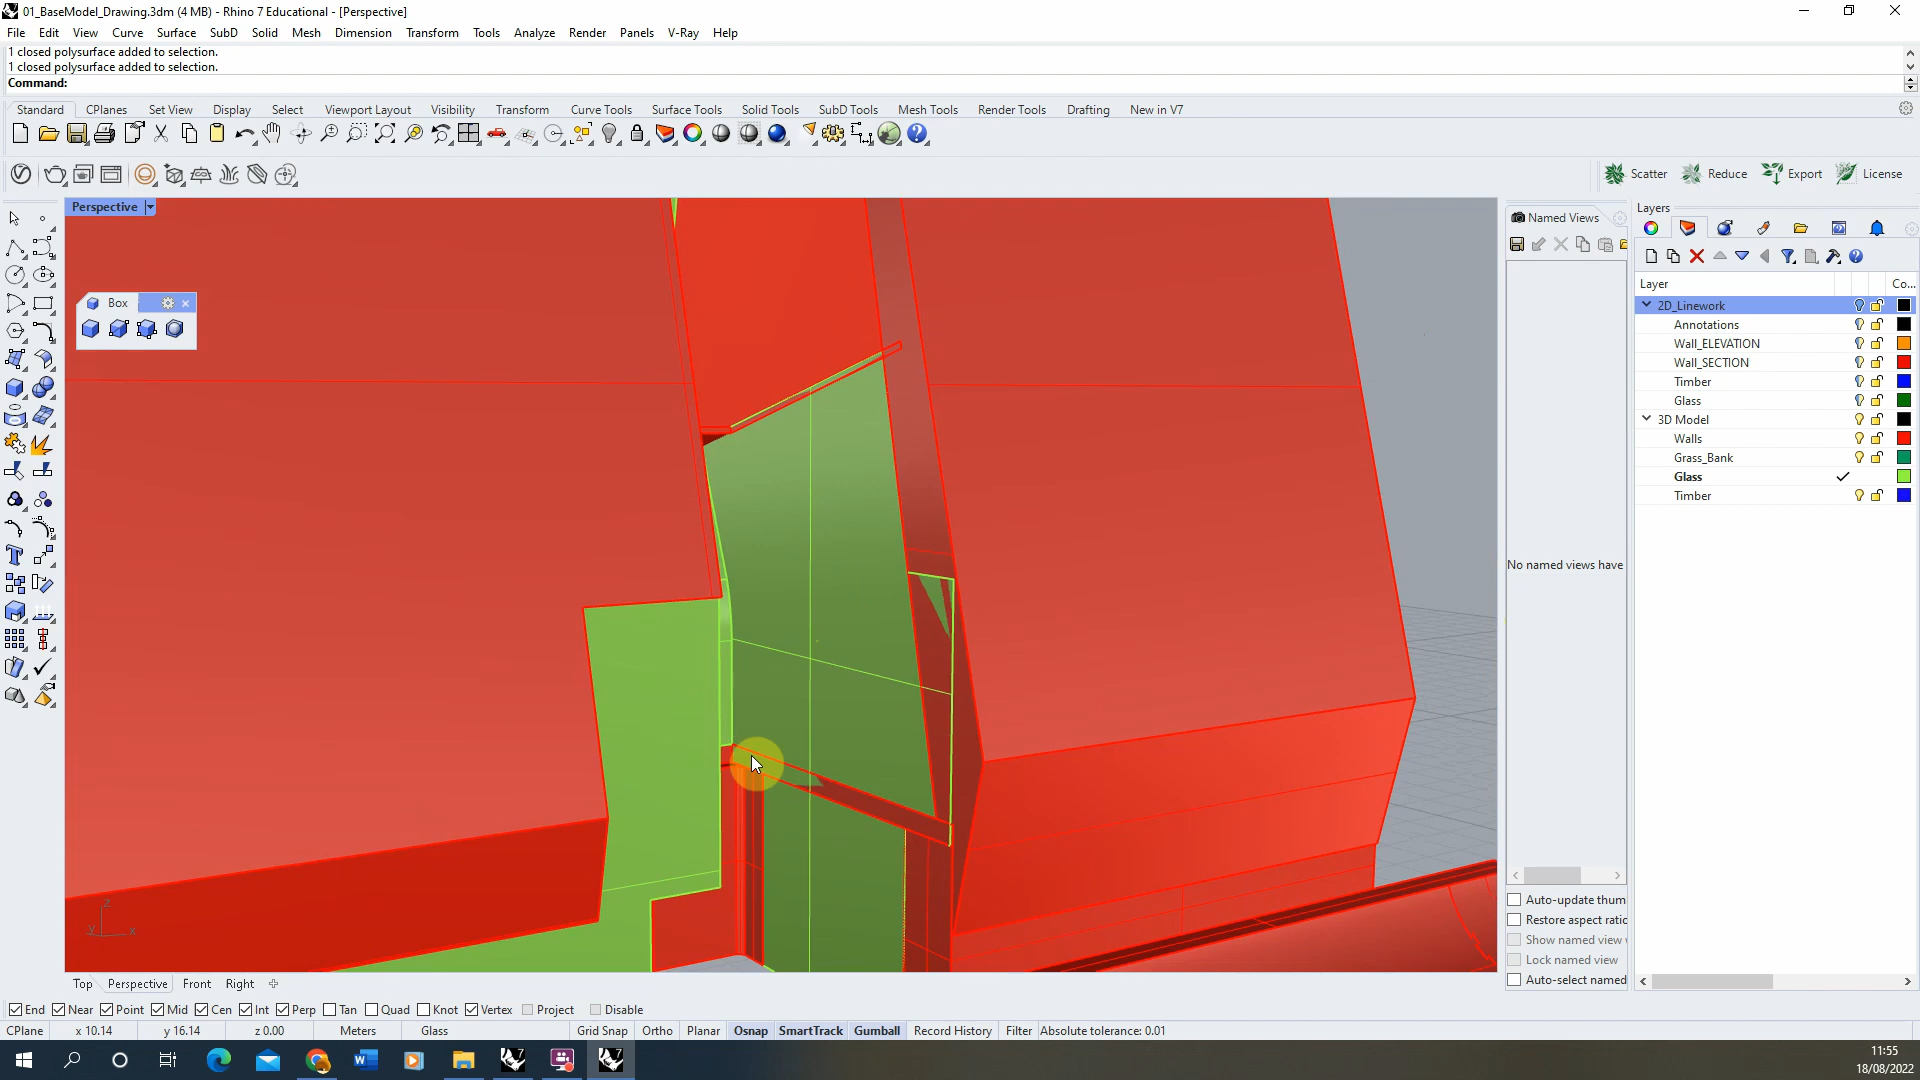 01_BaseModel_Drawing.3dm (4 MB) - Rhino 7 Educational - [Perspective]
File Edit View Curve Surface SubD Solid Mesh Dimension Transform Tools Analyze Render Panels V-Ray Help
1 closed polysurface added to selection.
1 closed polysurface added to selection.
Command:
Standard CPlanes Set View Display Select Viewport Layout Visibility Transform Curve Tools Surface Tools Solid Tools SubD Tools Mesh Tools Render Tools Drafting New in V7
Scatter Reduce Export License
Perspective
Box
Named Views
No named views have
Auto-update thum
Restore aspect ratio
Show named view
Lock named view
Auto-select named
Layers
Layer Co...
2D_Linework
Annotations
Wall_ELEVATION
Wall_SECTION
Timber
Glass
3D Model
Walls
Grass_Bank
Glass
Timber
z
y x
Top Perspective Front Right
End Near Point Mid Cen Int Perp Tan Quad Knot Vertex Project Disable
CPlane x 10.14 y 16.14 z 0.00 Meters Glass Grid Snap Ortho Planar Osnap SmartTrack Gumball Record History Filter Absolute tolerance: 0.01
11:55
18/08/2022